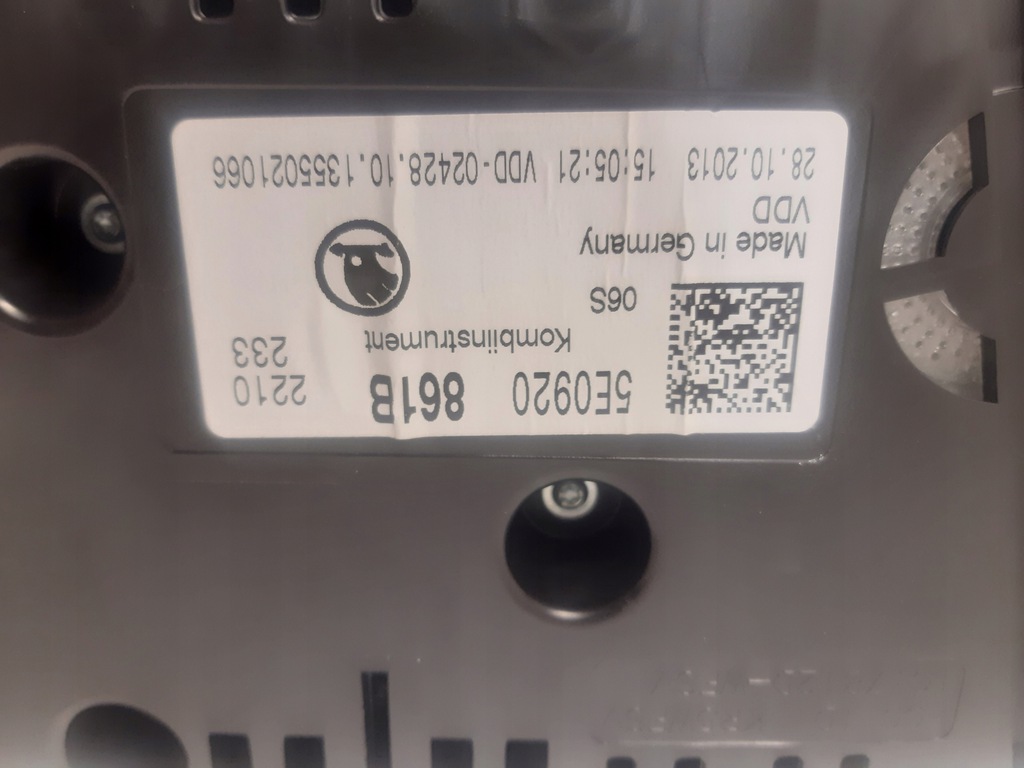 5E0920 861B 2210
Kombiinstrument 233
06S
Made in Germany
VDD
28.10.2013 15:05:21 VDD-02428.10.1355021066